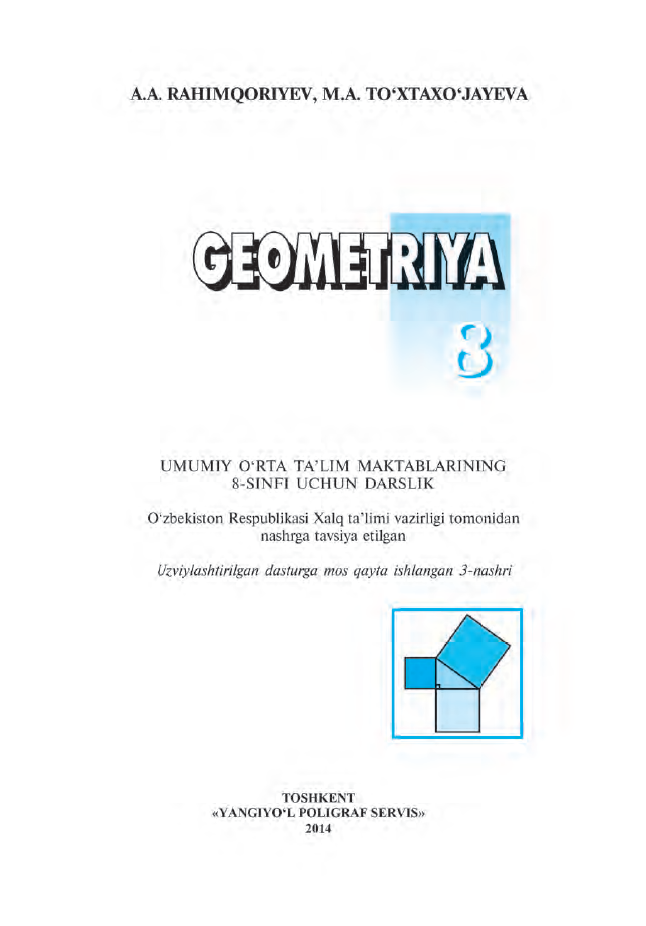 A.A. RAHIMQORIYEV, M.A. TO‘XTAXO‘JAYEVA
GEOMETRIYA
8
UMUMIY O‘RTA TA’LIM MAKTABLARINING
8-SINFI UCHUN DARSLIK
O‘zbekiston Respublikasi Xalq ta’limi vazirligi tomonidan
nashrga tavsiya etilgan
Uzviylashtirilgan dasturga mos qayta ishlangan 3-nashri
TOSHKENT
«YANGIYO‘L POLIGRAF SERVIS»
2014